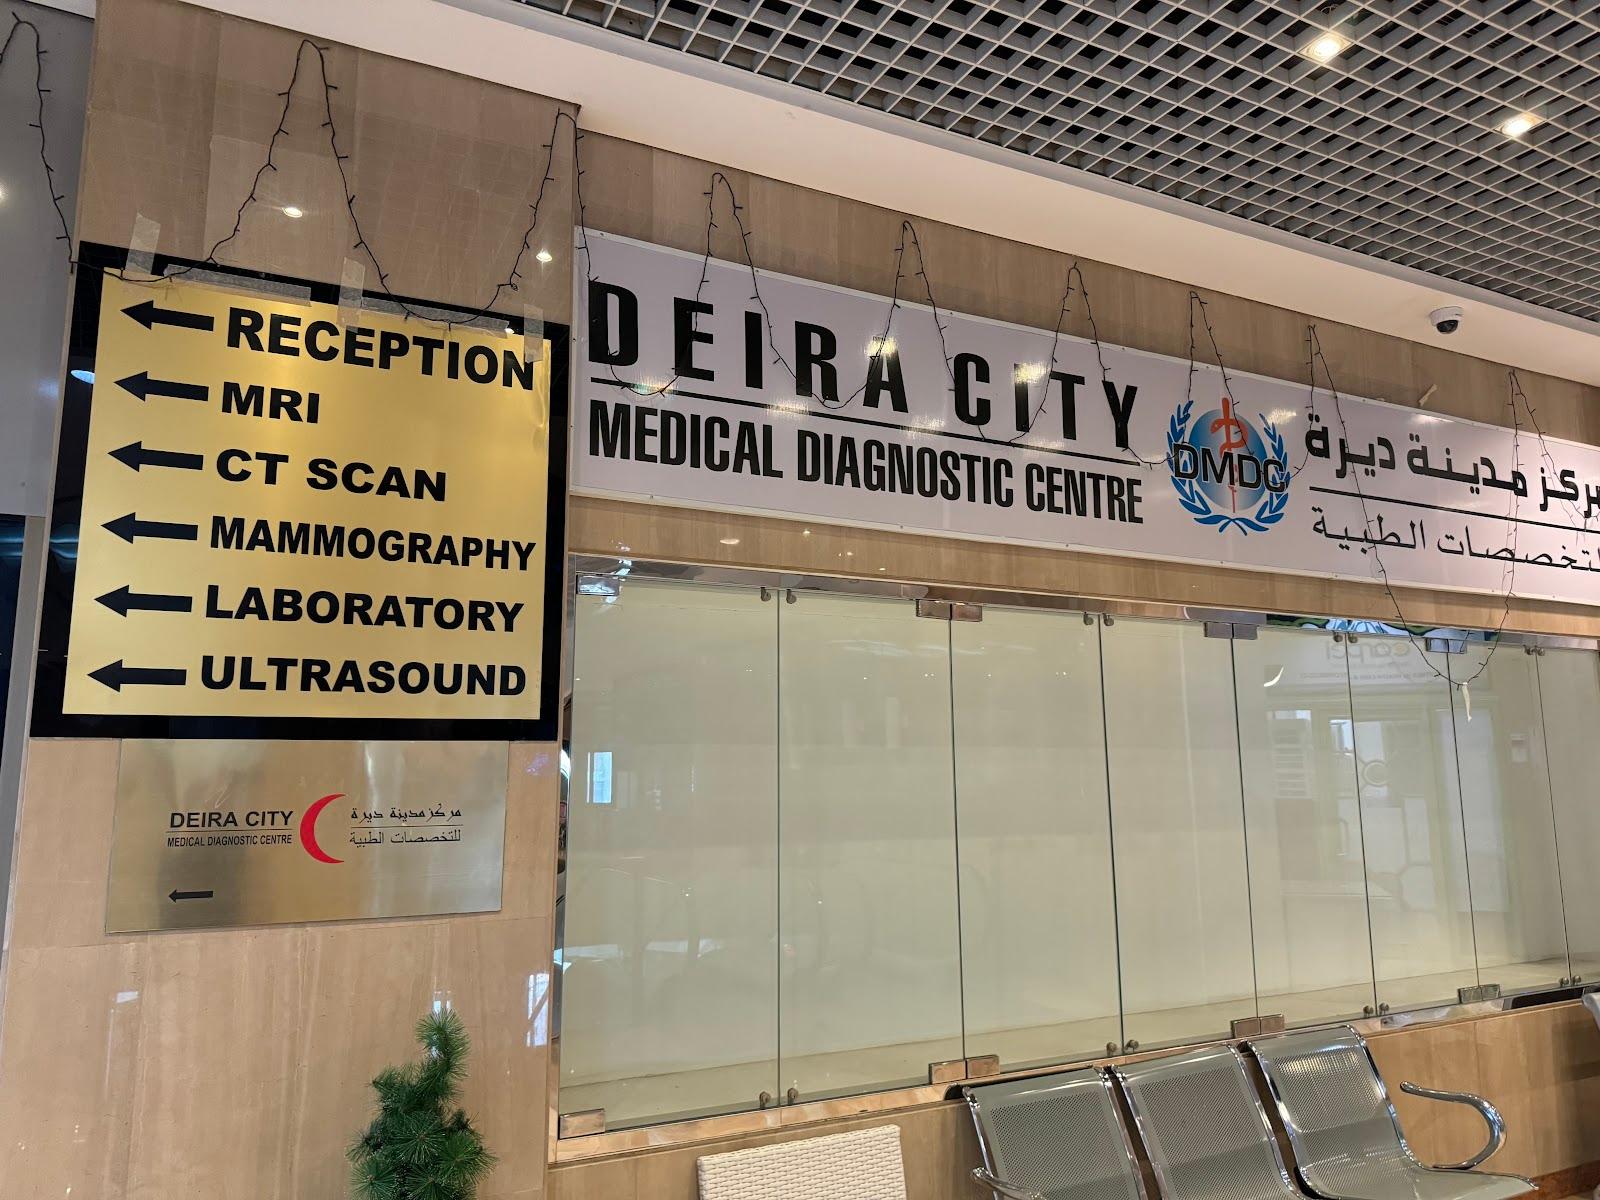 RECEPTION
MRI
CT SCAN
MAMMOGRAPHY
LABORATORY
ULTRASOUND
DEIRA CITY
MEDICAL DIAGNOSTIC CENTRE
مركز مدينة ديرة
للتخصصات الطبية
DEIRA CITY
MEDICAL DIAGNOSTIC CENTRE
DMDC
مركز مدينة ديرة
للتخصصات الطبية